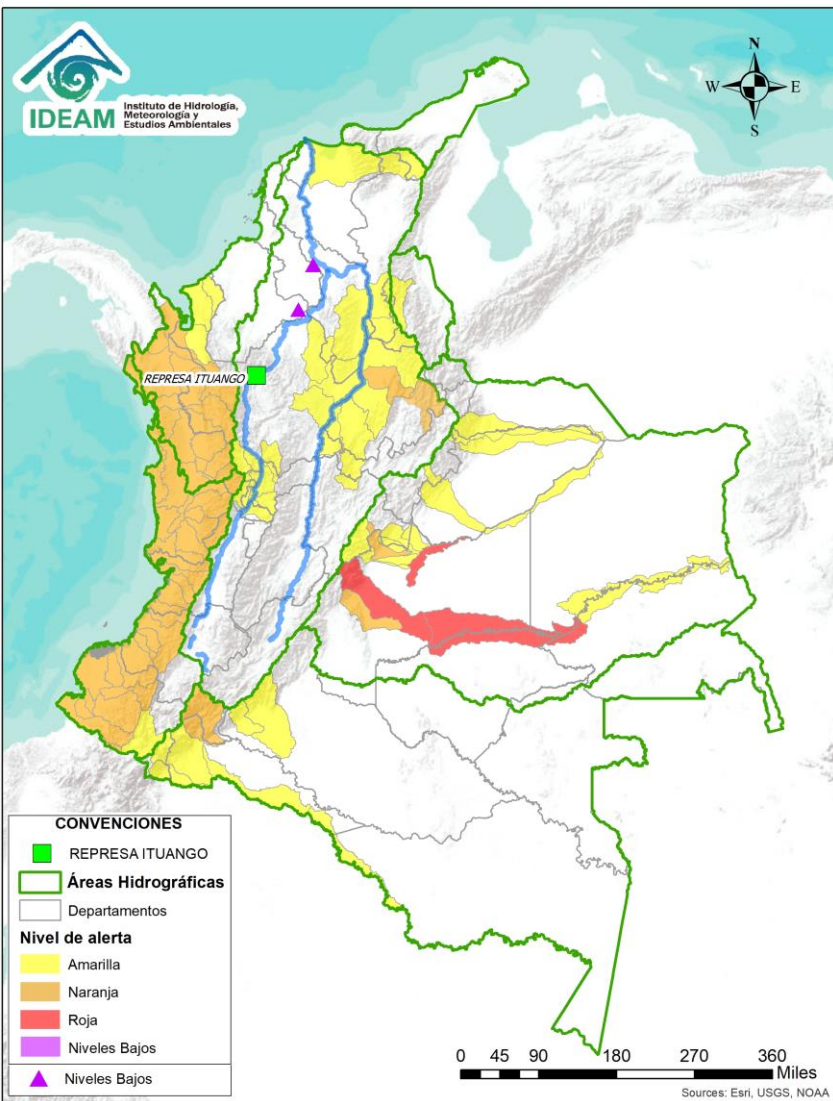 IDEAM
Instituto de Hidrología,
Meteorología y
Estudios Ambientales
N
W
E
S
REPRESA ITUANGO
CONVENCIONES
REPRESA ITUANGO
Áreas Hidrográficas
Departamentos
Nivel de alerta
Amarilla
Naranja
Roja
Niveles Bajos
Niveles Bajos
0 45 90 180 270 360
Miles
Sources: Esri, USGS, NOAA